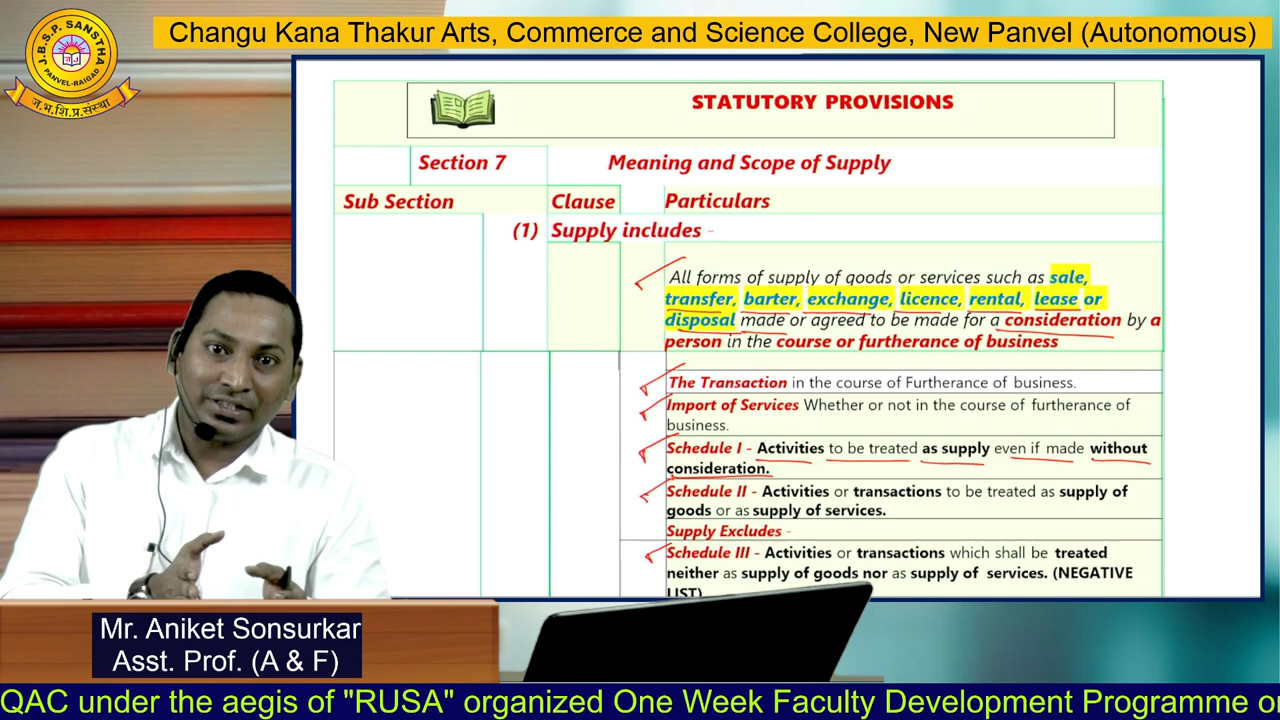 Changu Kana Thakur Arts, Commerce and Science College, New Panvel (Autonomous)
J.B.S.P. SANSTHA
PANVEL-RAIGAD
ज.भ.शि.प्र.संस्था
STATUTORY PROVISIONS
Section 7 Meaning and Scope of Supply
Sub Section Clause Particulars
(1) Supply includes -
All forms of supply of goods or services such as sale,
transfer, barter, exchange, licence, rental, lease or
disposal made or agreed to be made for a consideration by a
person in the course or furtherance of business
The Transaction in the course of Furtherance of business.
Import of Services Whether or not in the course of furtherance of
business.
Schedule I - Activities to be treated as supply even if made without
consideration.
Schedule II - Activities or transactions to be treated as supply of
goods or as supply of services.
Supply Excludes -
Schedule III - Activities or transactions which shall be treated
neither as supply of goods nor as supply of services. (NEGATIVE
LIST)
Mr. Aniket Sonsurkar
Asst. Prof. (A & F)
QAC under the aegis of "RUSA" organized One Week Faculty Development Programme o